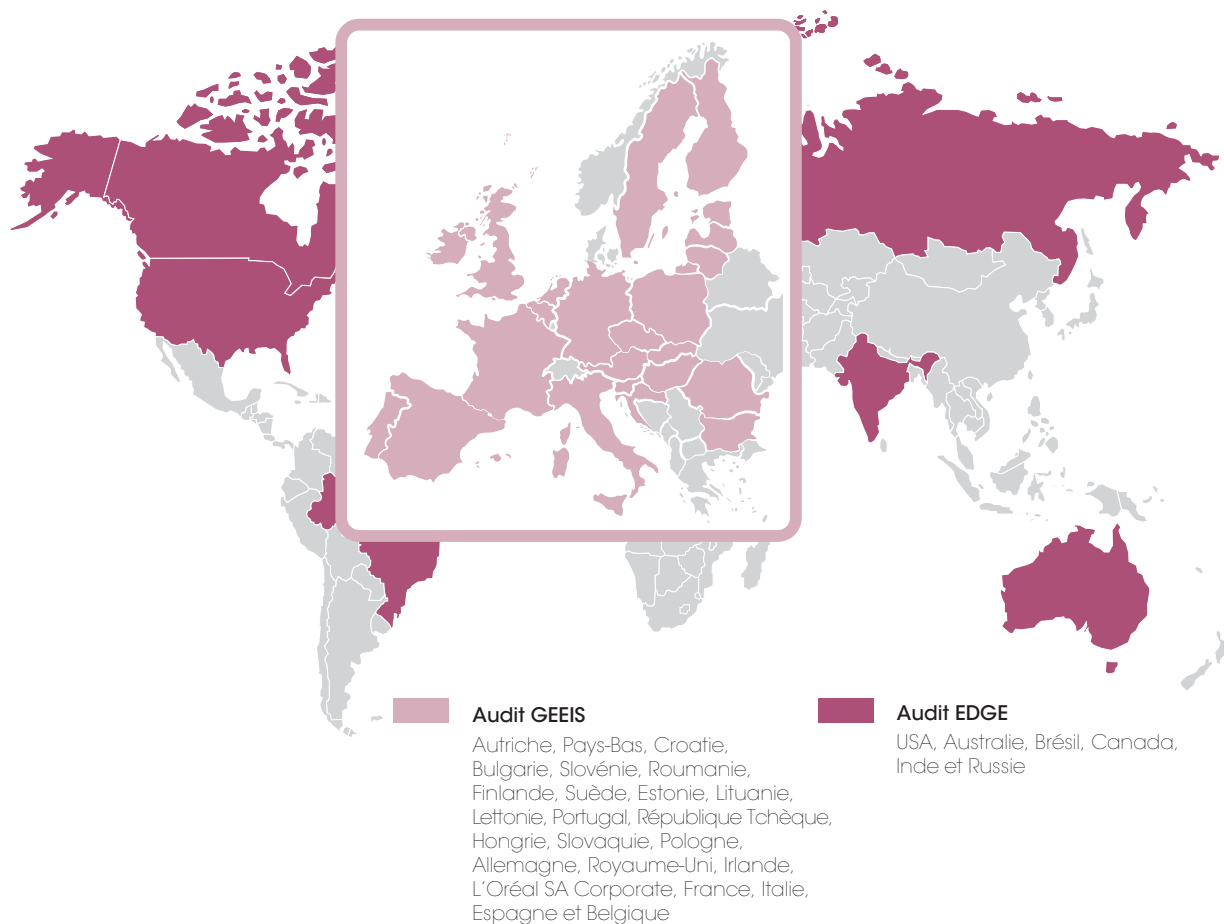 Audit GEEIS
Autriche, Pays-Bas, Croatie,
Bulgarie, Slovénie, Roumanie,
Finlande, Suède, Estonie, Lituanie,
Lettonie, Portugal, République Tchèque,
Hongrie, Slovaquie, Pologne,
Allemagne, Royaume-Uni, Irlande,
L'Oréal SA Corporate, France, Italie,
Espagne et Belgique
Audit EDGE
USA, Australie, Brésil, Canada,
Inde et Russie